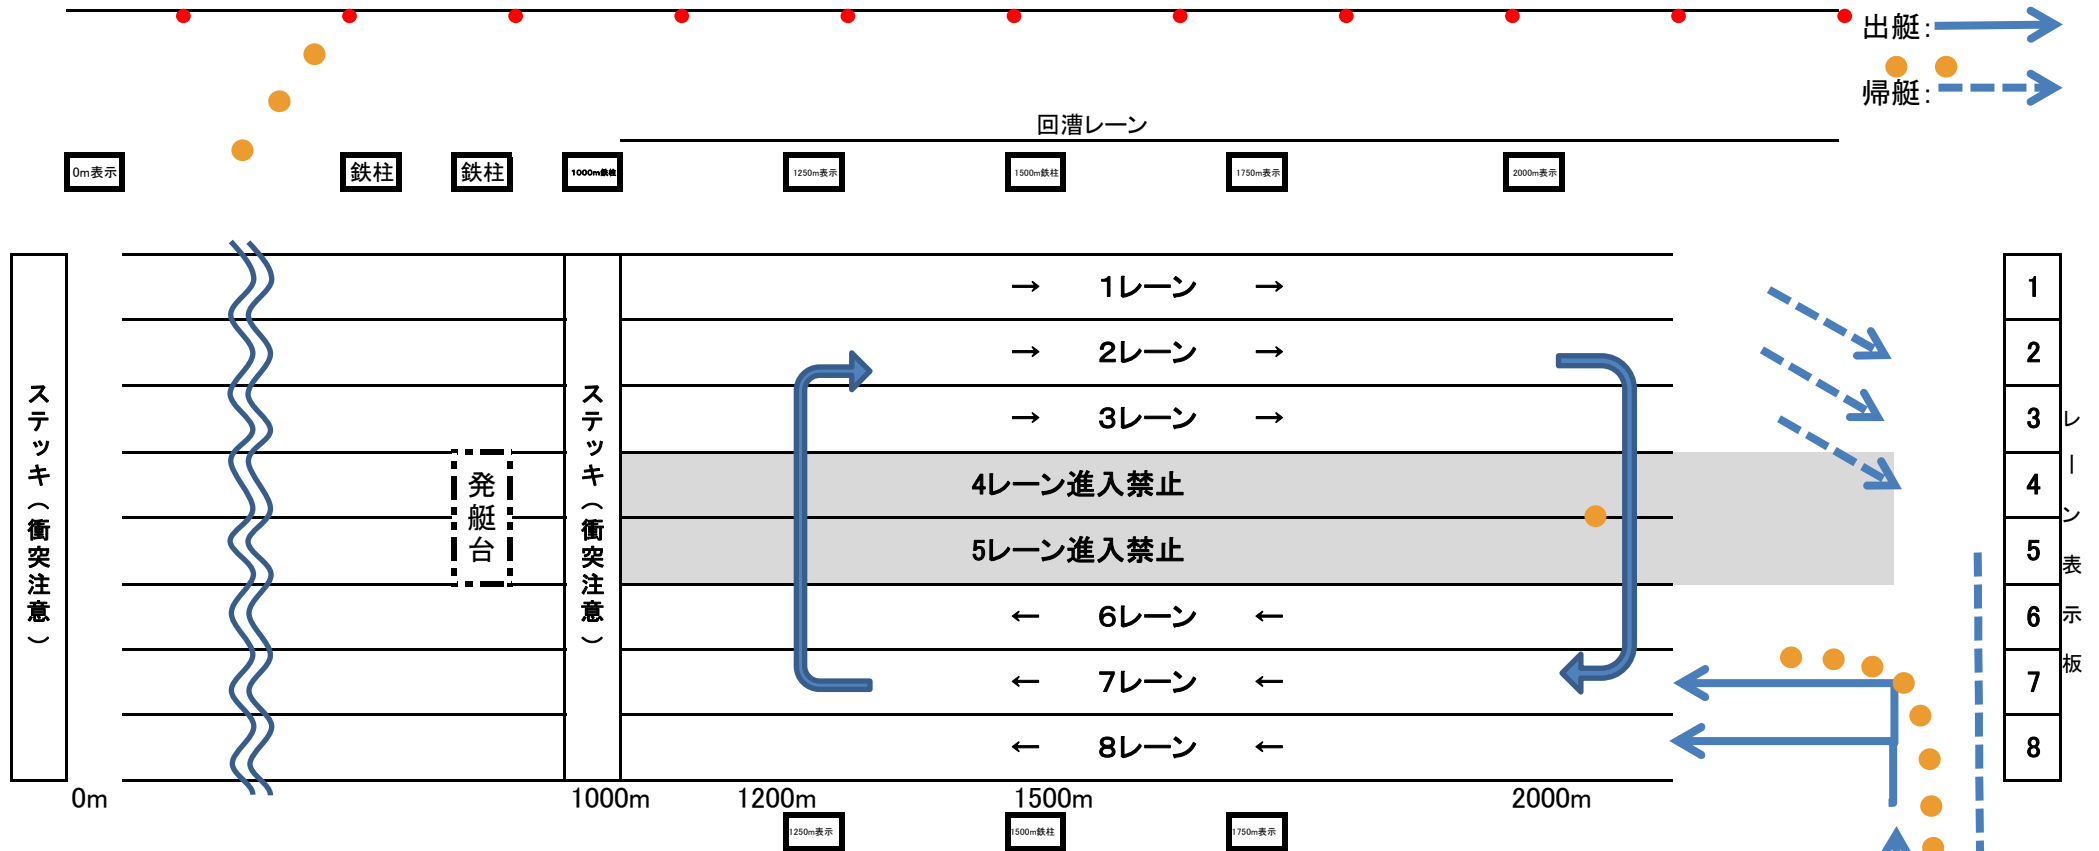 出艇:
帰艇:
回漕レーン
0m表示
鉄柱
鉄柱
1000m鉄柱
1250m表示
1500m鉄柱
1750m表示
2000m表示
ステッキ（衝突注意）
ステッキ（衝突注意）
発艇台
→ 1レーン →
→ 2レーン →
→ 3レーン →
4レーン進入禁止
5レーン進入禁止
← 6レーン ←
← 7レーン ←
← 8レーン ←
1
2
3
4
5
6
7
8
レーン表示板
0m
1000m
1200m
1500m
2000m
1250m表示
1500m鉄柱
1750m表示